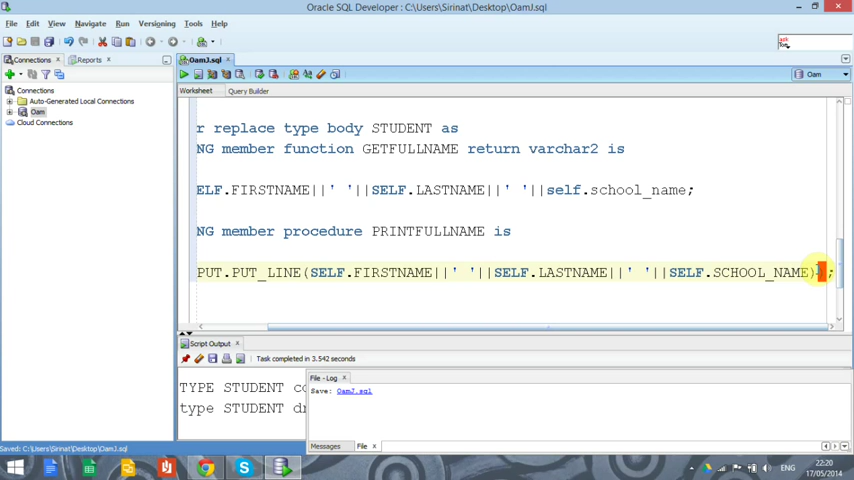 Oracle SQL Developer : C:\Users\Sirinat\Desktop\OamJ.sql
File Edit View Navigate Run Versioning Tools Help
Connections Reports OamJ.sql
Oam
Worksheet Query Builder
Connections
Auto-Generated Local Connections
Oam
Cloud Connections
r replace type body STUDENT as
NG member function GETFULLNAME return varchar2 is
ELF.FIRSTNAME||' '||SELF.LASTNAME||' '||self.school_name;
NG member procedure PRINTFULLNAME is
PUT.PUT_LINE(SELF.FIRSTNAME||' '||SELF.LASTNAME||' '||SELF.SCHOOL_NAME));
Script Output
Task completed in 3.542 seconds
TYPE STUDENT co
type STUDENT dr
File - Log
Save: OamJ.sql
Messages File
Saved: C:\Users\Sirinat\Desktop\OamJ.sql
ENG
22:20
17/05/2014